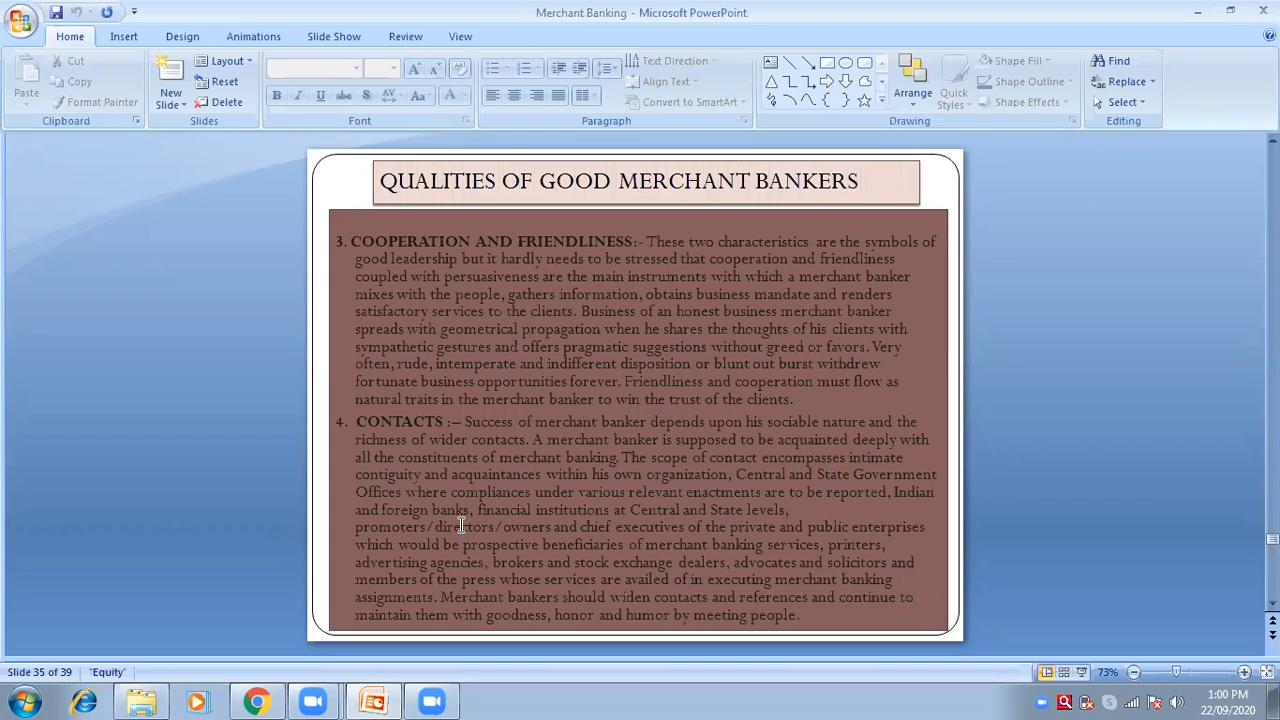 Merchant Banking - Microsoft PowerPoint
Home Insert Design Animations Slide Show Review View
Paste
Cut
Copy
Format Painter
Clipboard
New Slide
Layout
Reset
Delete
Slides
B I U abc S AV Aa A
Font
Text Direction
Align Text
Convert to SmartArt
Paragraph
Arrange
Quick Styles
Shape Fill
Shape Outline
Shape Effects
Drawing
Find
Replace
Select
Editing
QUALITIES OF GOOD MERCHANT BANKERS
3. COOPERATION AND FRIENDLINESS:- These two characteristics are the symbols of
good leadership but it hardly needs to be stressed that cooperation and friendliness
coupled with persuasiveness are the main instruments with which a merchant banker
mixes with the people, gathers information, obtains business mandate and renders
satisfactory services to the clients. Business of an honest business merchant banker
spreads with geometrical propagation when he shares the thoughts of his clients with
sympathetic gestures and offers pragmatic suggestions without greed or favors. Very
often, rude, intemperate and indifferent disposition or blunt out burst withdrew
fortunate business opportunities forever. Friendliness and cooperation must flow as
natural traits in the merchant banker to win the trust of the clients.
4. CONTACTS :– Success of merchant banker depends upon his sociable nature and the
richness of wider contacts. A merchant banker is supposed to be acquainted deeply with
all the constituents of merchant banking. The scope of contact encompasses intimate
contiguity and acquaintances within his own organization, Central and State Government
Offices where compliances under various relevant enactments are to be reported, Indian
and foreign banks, financial institutions at Central and State levels,
promoters/directors/owners and chief executives of the private and public enterprises
which would be prospective beneficiaries of merchant banking services, printers,
advertising agencies, brokers and stock exchange dealers, advocates and solicitors and
members of the press whose services are availed of in executing merchant banking
assignments. Merchant bankers should widen contacts and references and continue to
maintain them with goodness, honor and humor by meeting people.
Slide 35 of 39 "Equity" 73%
1:00 PM
22/09/2020